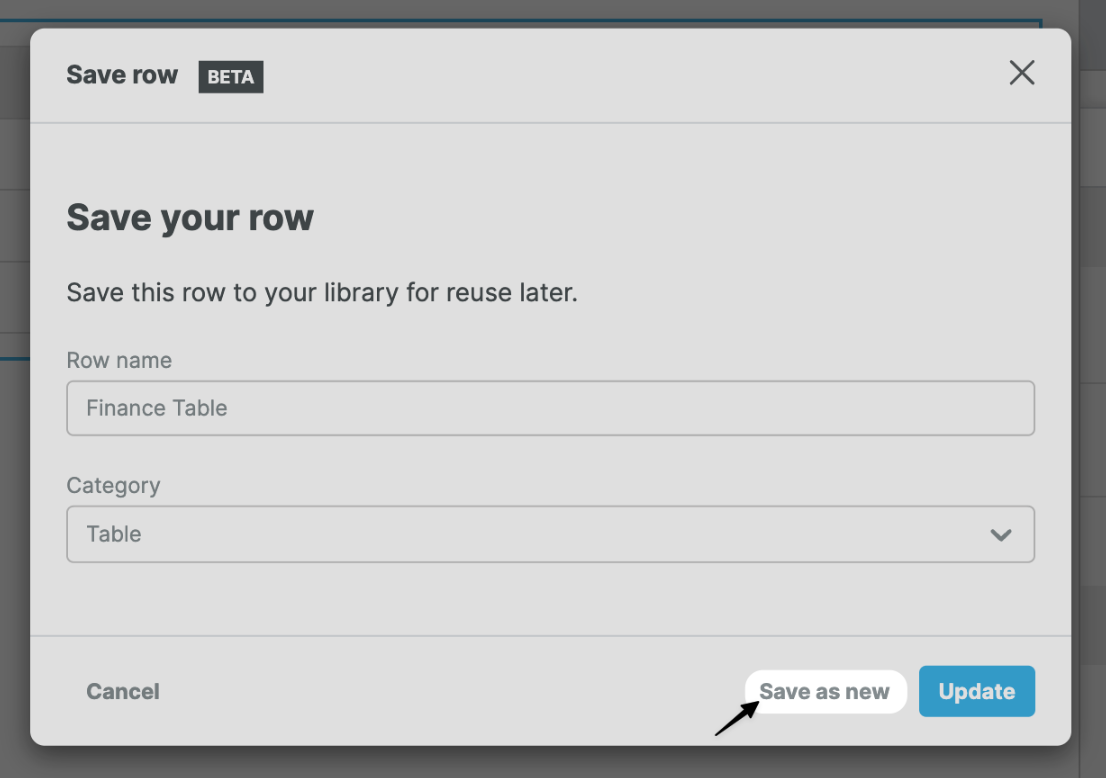 Save row BETA
Save your row
Save this row to your library for reuse later.
Row name
Finance Table
Category
Table
Cancel Save as new Update